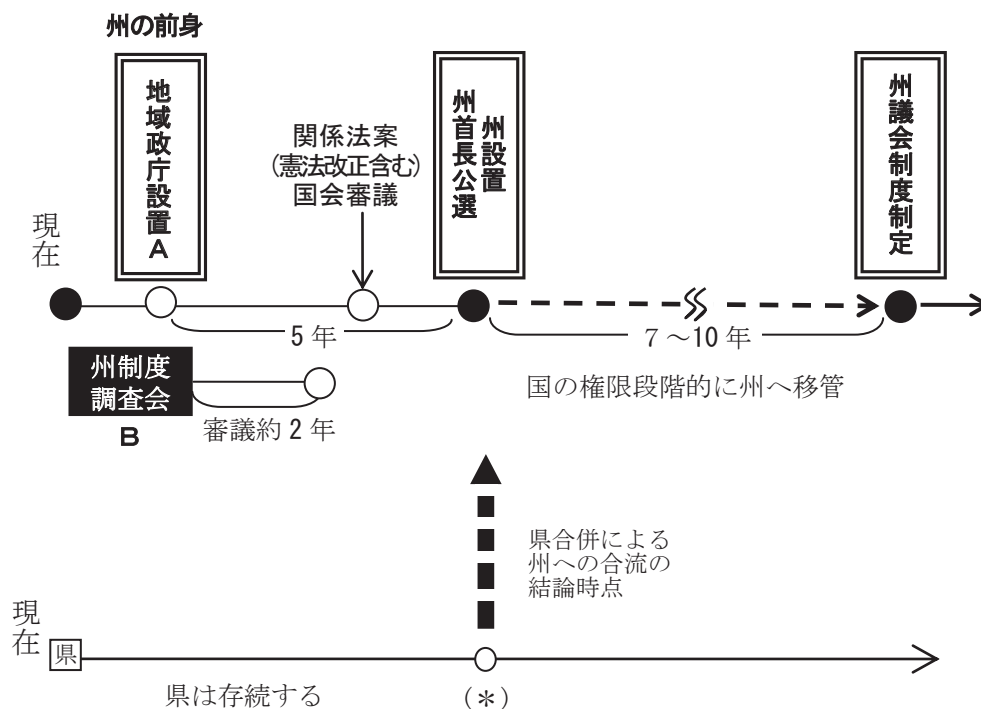 州の前身
地域政庁設置A
関係法案
(憲法改正含む)
国会審議
州設置
州首長公選
州議会制度制定
現在
5年
7～10年
州制度
調査会
B
審議約2年
国の権限段階的に州へ移管
県合併による
州への合流の
結論時点
現在
県
県は存続する
(＊)